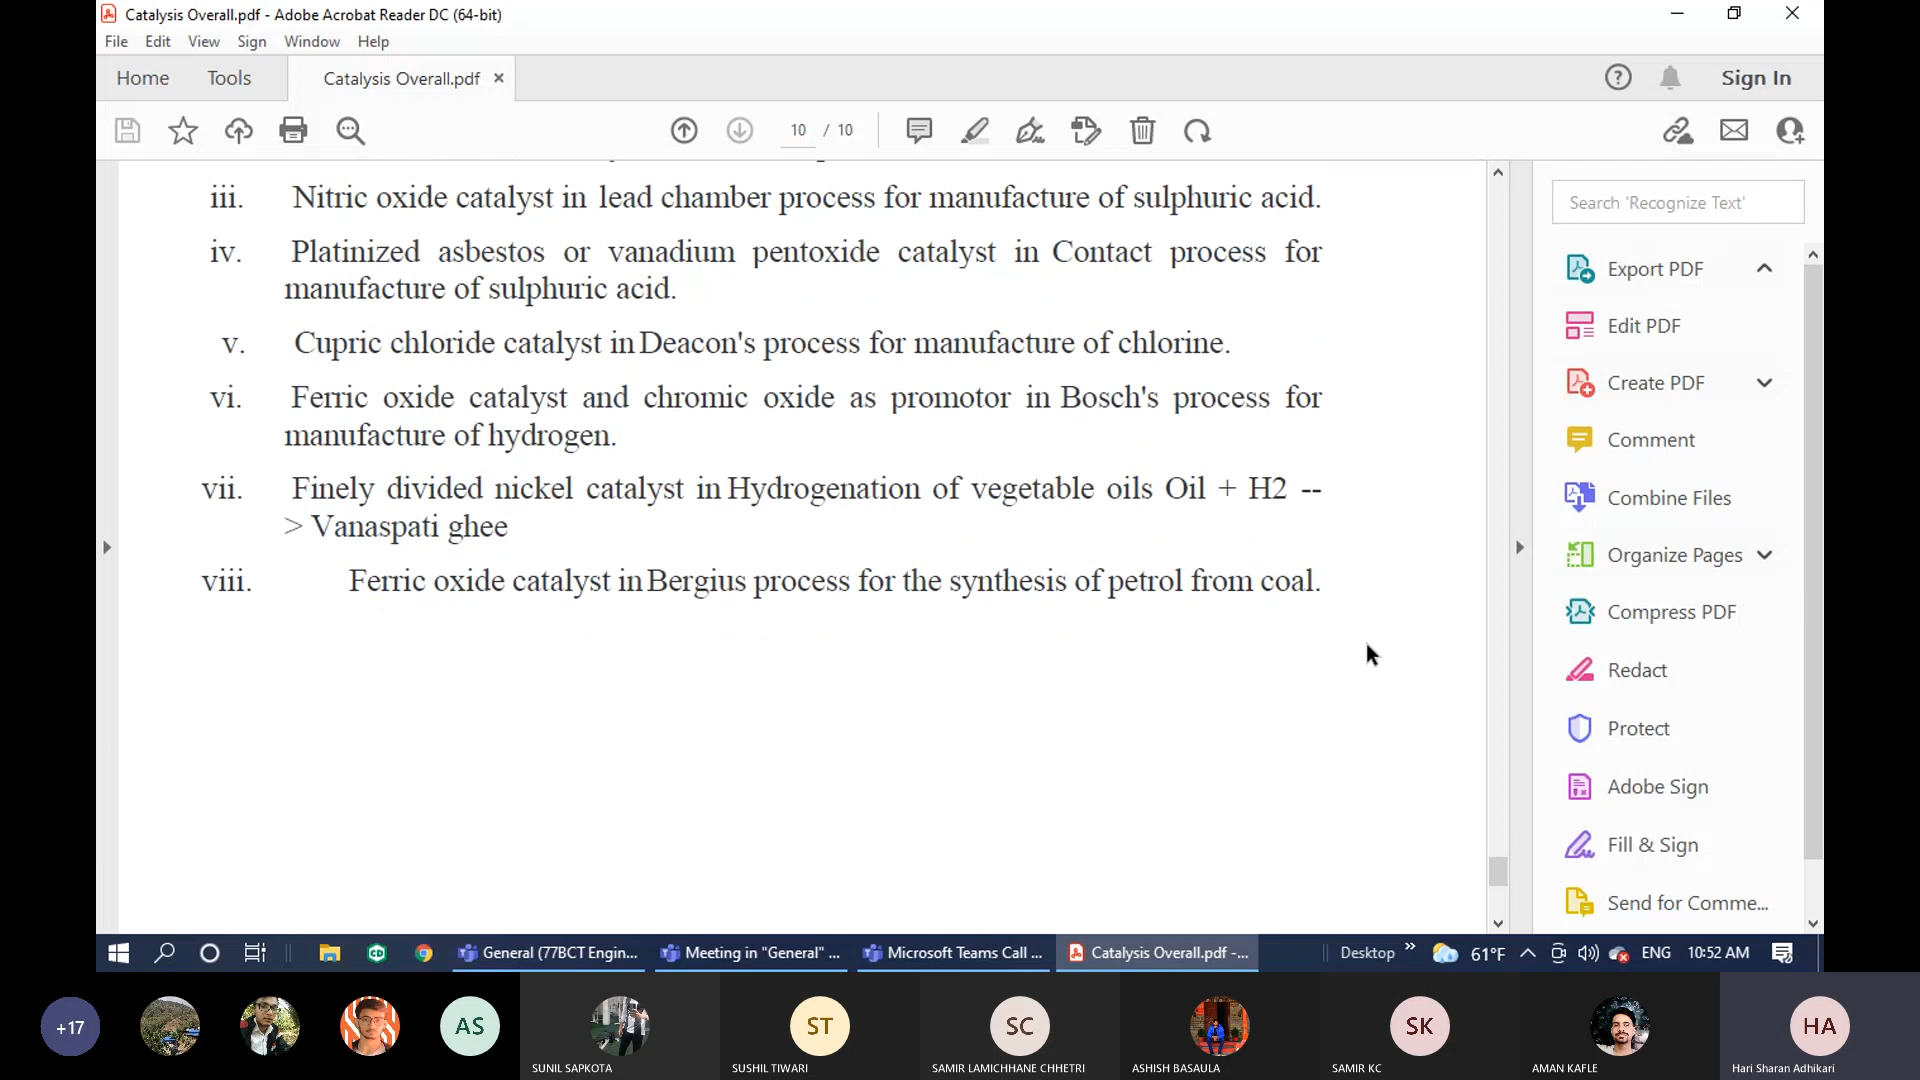 Catalysis Overall.pdf - Adobe Acrobat Reader DC (64-bit)
File Edit View Sign Window Help
Home Tools Catalysis Overall.pdf × Sign In
10 / 10
iii. Nitric oxide catalyst in lead chamber process for manufacture of sulphuric acid.
iv. Platinized asbestos or vanadium pentoxide catalyst in Contact process for
manufacture of sulphuric acid.
v. Cupric chloride catalyst in Deacon's process for manufacture of chlorine.
vi. Ferric oxide catalyst and chromic oxide as promotor in Bosch's process for
manufacture of hydrogen.
vii. Finely divided nickel catalyst in Hydrogenation of vegetable oils Oil + H2 --
> Vanaspati ghee
viii. Ferric oxide catalyst in Bergius process for the synthesis of petrol from coal.
Search 'Recognize Text'
Export PDF
Edit PDF
Create PDF
Comment
Combine Files
Organize Pages
Compress PDF
Redact
Protect
Adobe Sign
Fill & Sign
Send for Comme...
General (77BCT Engin... Meeting in "General" ... Microsoft Teams Call ... Catalysis Overall.pdf -... Desktop » 61°F ENG 10:52 AM
+17 AS ST SC SK HA
SUNIL SAPKOTA SUSHIL TIWARI SAMIR LAMICHHANE CHHETRI ASHISH BASAULA SAMIR KC AMAN KAFLE Hari Sharan Adhikari